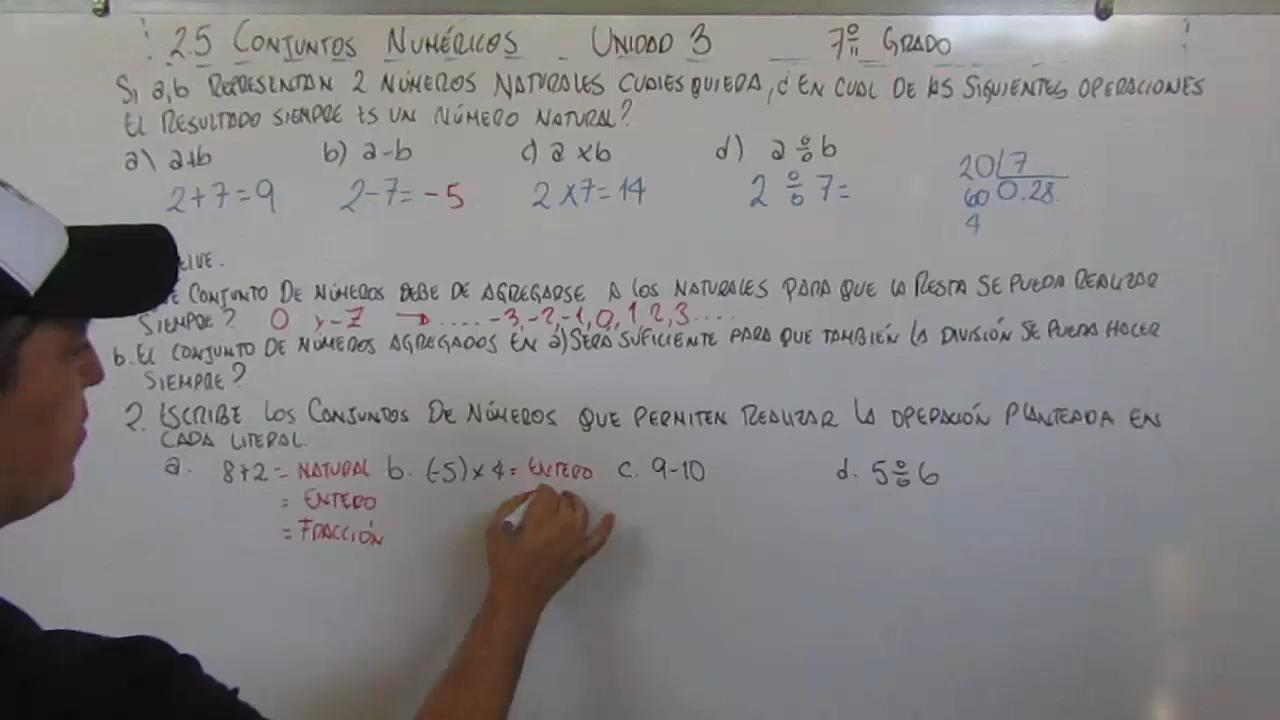 2.5 CONJUNTOS NUMÉRICOS UNIDAD 3 7º GRADO
Si a,b REPRESENTAN 2 NÚMEROS NATURALES CUALESQUIERA, ¿EN CUAL DE LAS SIGUIENTES OPERACIONES
EL RESULTADO SIEMPRE ES UN NÚMERO NATURAL?
a) a+b b) a-b c) a×b d) a÷b
20 7
2+7=9 2-7=-5 2×7=14 2÷7= 60 0.28
4
CONJUNTO DE NÚMEROS DEBE DE AGREGARSE A LOS NATURALES PARA QUE LA RESTA SE PUEDA REALIZAR
SIEMPRE? 0 y -Z → .... -3,-2,-1,0,1 2,3 ....
b. EL CONJUNTO DE NÚMEROS AGREGADOS EN a) SERÁ SUFICIENTE PARA QUE TAMBIÉN LA DIVISIÓN SE PUEDA HACER
SIEMPRE?
2. ESCRIBE LOS CONJUNTOS DE NÚMEROS QUE PERMITEN REALIZAR LA OPERACIÓN PLANTEADA EN
CADA LITERAL.
a. 8+2 = NATURAL b. (-5)×4= ENTERO c. 9-10 d. 5÷6
= ENTERO
= FRACCIÓN